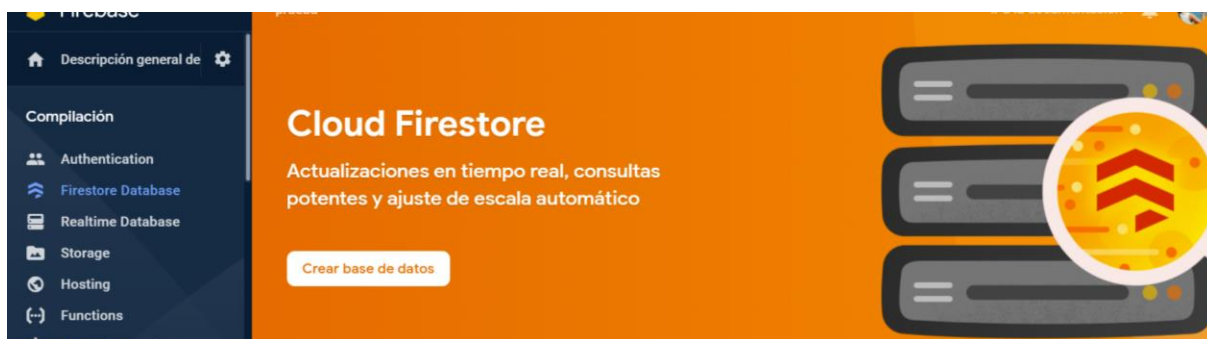 Firebase
Descripción general de
Compilación
Authentication
Firestore Database
Realtime Database
Storage
Hosting
Functions
Cloud Firestore
Actualizaciones en tiempo real, consultas
potentes y ajuste de escala automático
Crear base de datos